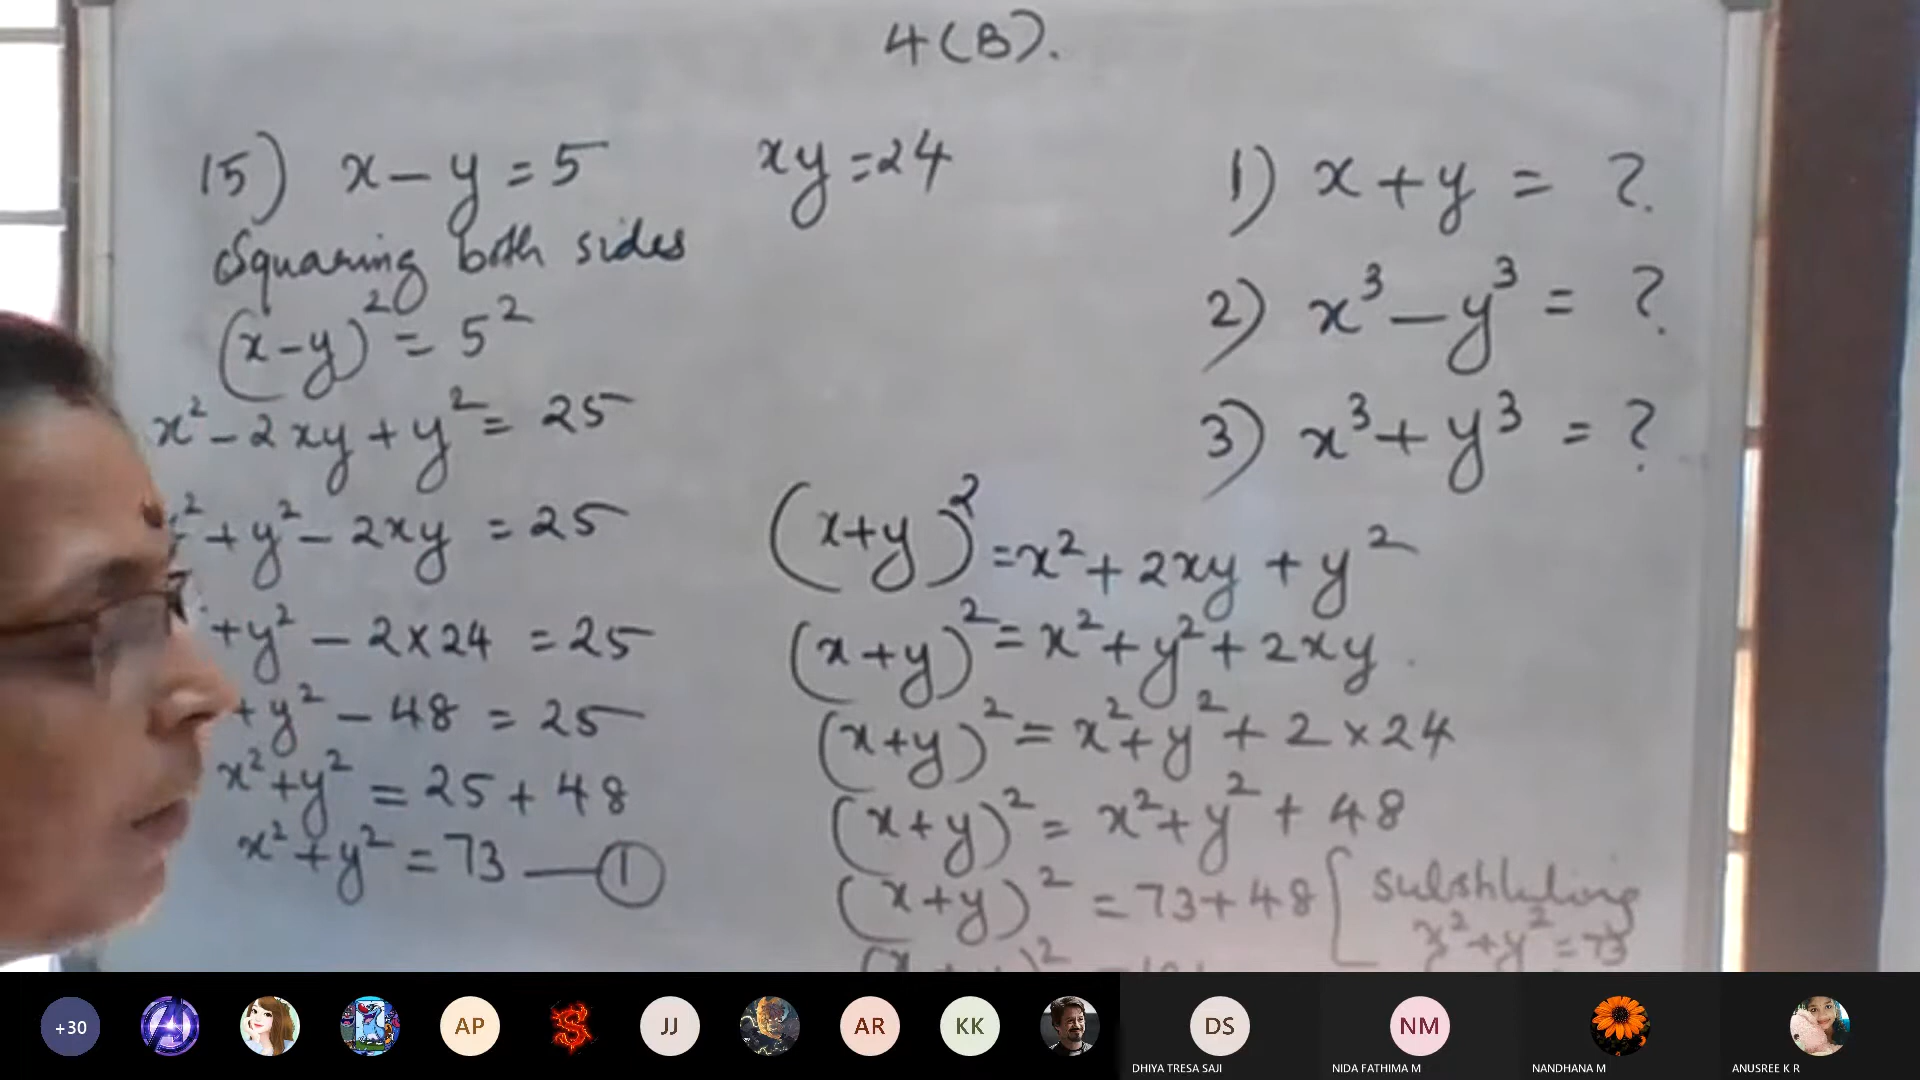 4(B).
15) x - y = 5    xy = 24
Squaring both sides
(x-y)² = 5²
x² - 2xy + y² = 25
² + y² - 2xy = 25
+ y² - 2×24 = 25
+ y² - 48 = 25
x² + y² = 25 + 48
x² + y² = 73 —— ①
1) x + y = ?
2) x³ - y³ = ?
3) x³ + y³ = ?
(x+y)² = x² + 2xy + y²
(x+y)² = x² + y² + 2xy.
(x+y)² = x² + y² + 2×24
(x+y)² = x² + y² + 48
(x+y)² = 73 + 48 [ substituting
x² + y² = 73
+30
AP
S
JJ
AR
KK
DS
NM
DHIYA TRESA SAJI
NIDA FATHIMA M
NANDHANA M
ANUSREE K R